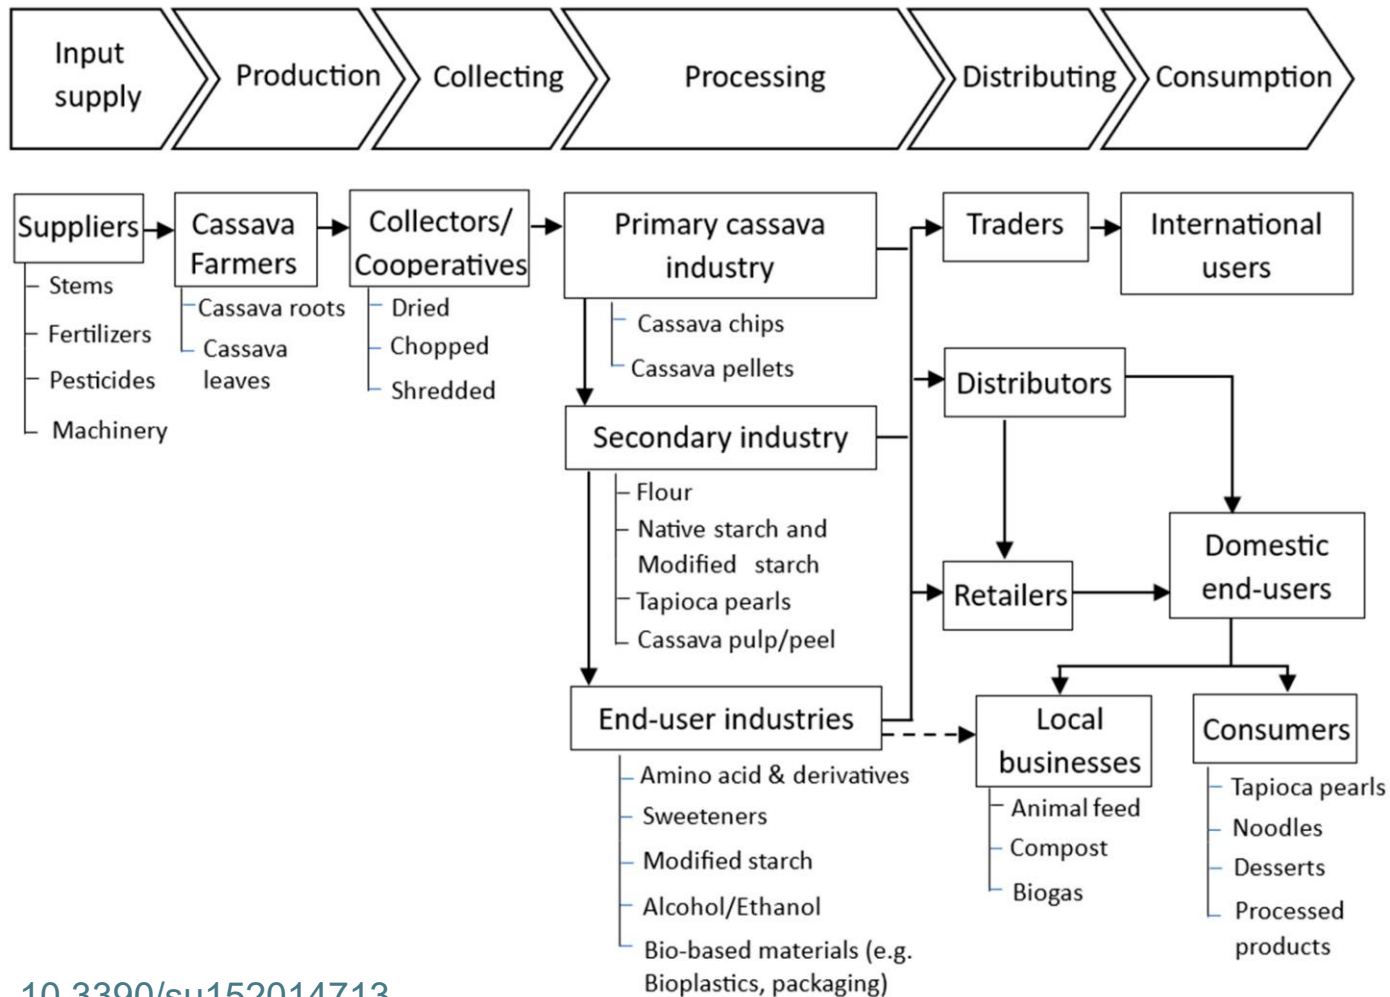 Input
supply
Production
Collecting
Processing
Distributing
Consumption
Suppliers
Stems
Fertilizers
Pesticides
Machinery
Cassava
Farmers
Cassava roots
Cassava
leaves
Collectors/
Cooperatives
Dried
Chopped
Shredded
Primary cassava
industry
Cassava chips
Cassava pellets
Secondary industry
Flour
Native starch and
Modified starch
Tapioca pearls
Cassava pulp/peel
End-user industries
Amino acid & derivatives
Sweeteners
Modified starch
Alcohol/Ethanol
Bio-based materials (e.g.
Bioplastics, packaging)
Traders
International
users
Distributors
Retailers
Domestic
end-users
Local
businesses
Animal feed
Compost
Biogas
Consumers
Tapioca pearls
Noodles
Desserts
Processed
products
10.3390/su152014713